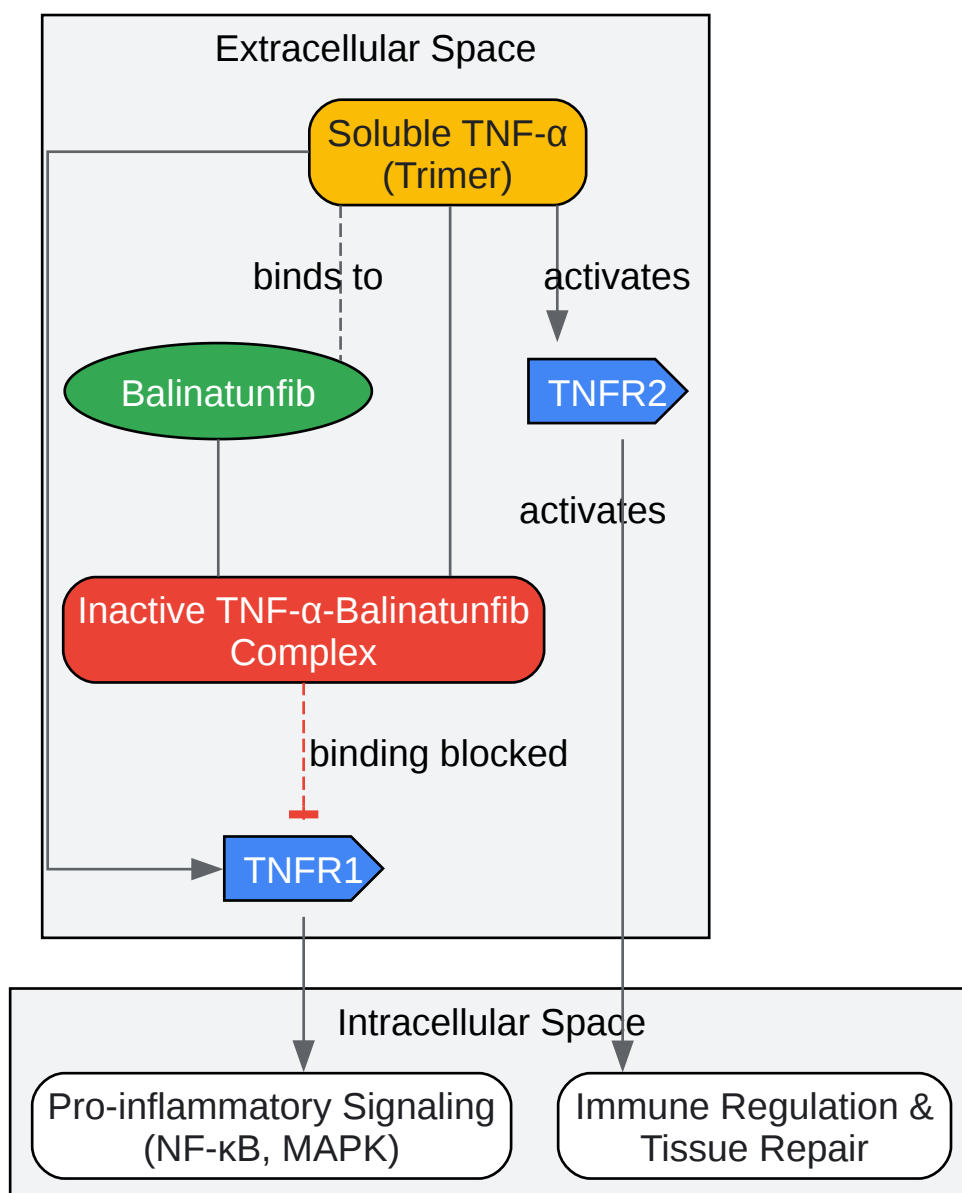 Extracellular Space
Soluble TNF-α
(Trimer)
binds to
activates
Balinatunfib
TNFR2
activates
Inactive TNF-α-Balinatunfib
Complex
binding blocked
TNFR1
Intracellular Space
Pro-inflammatory Signaling
(NF-κB, MAPK)
Immune Regulation &
Tissue Repair